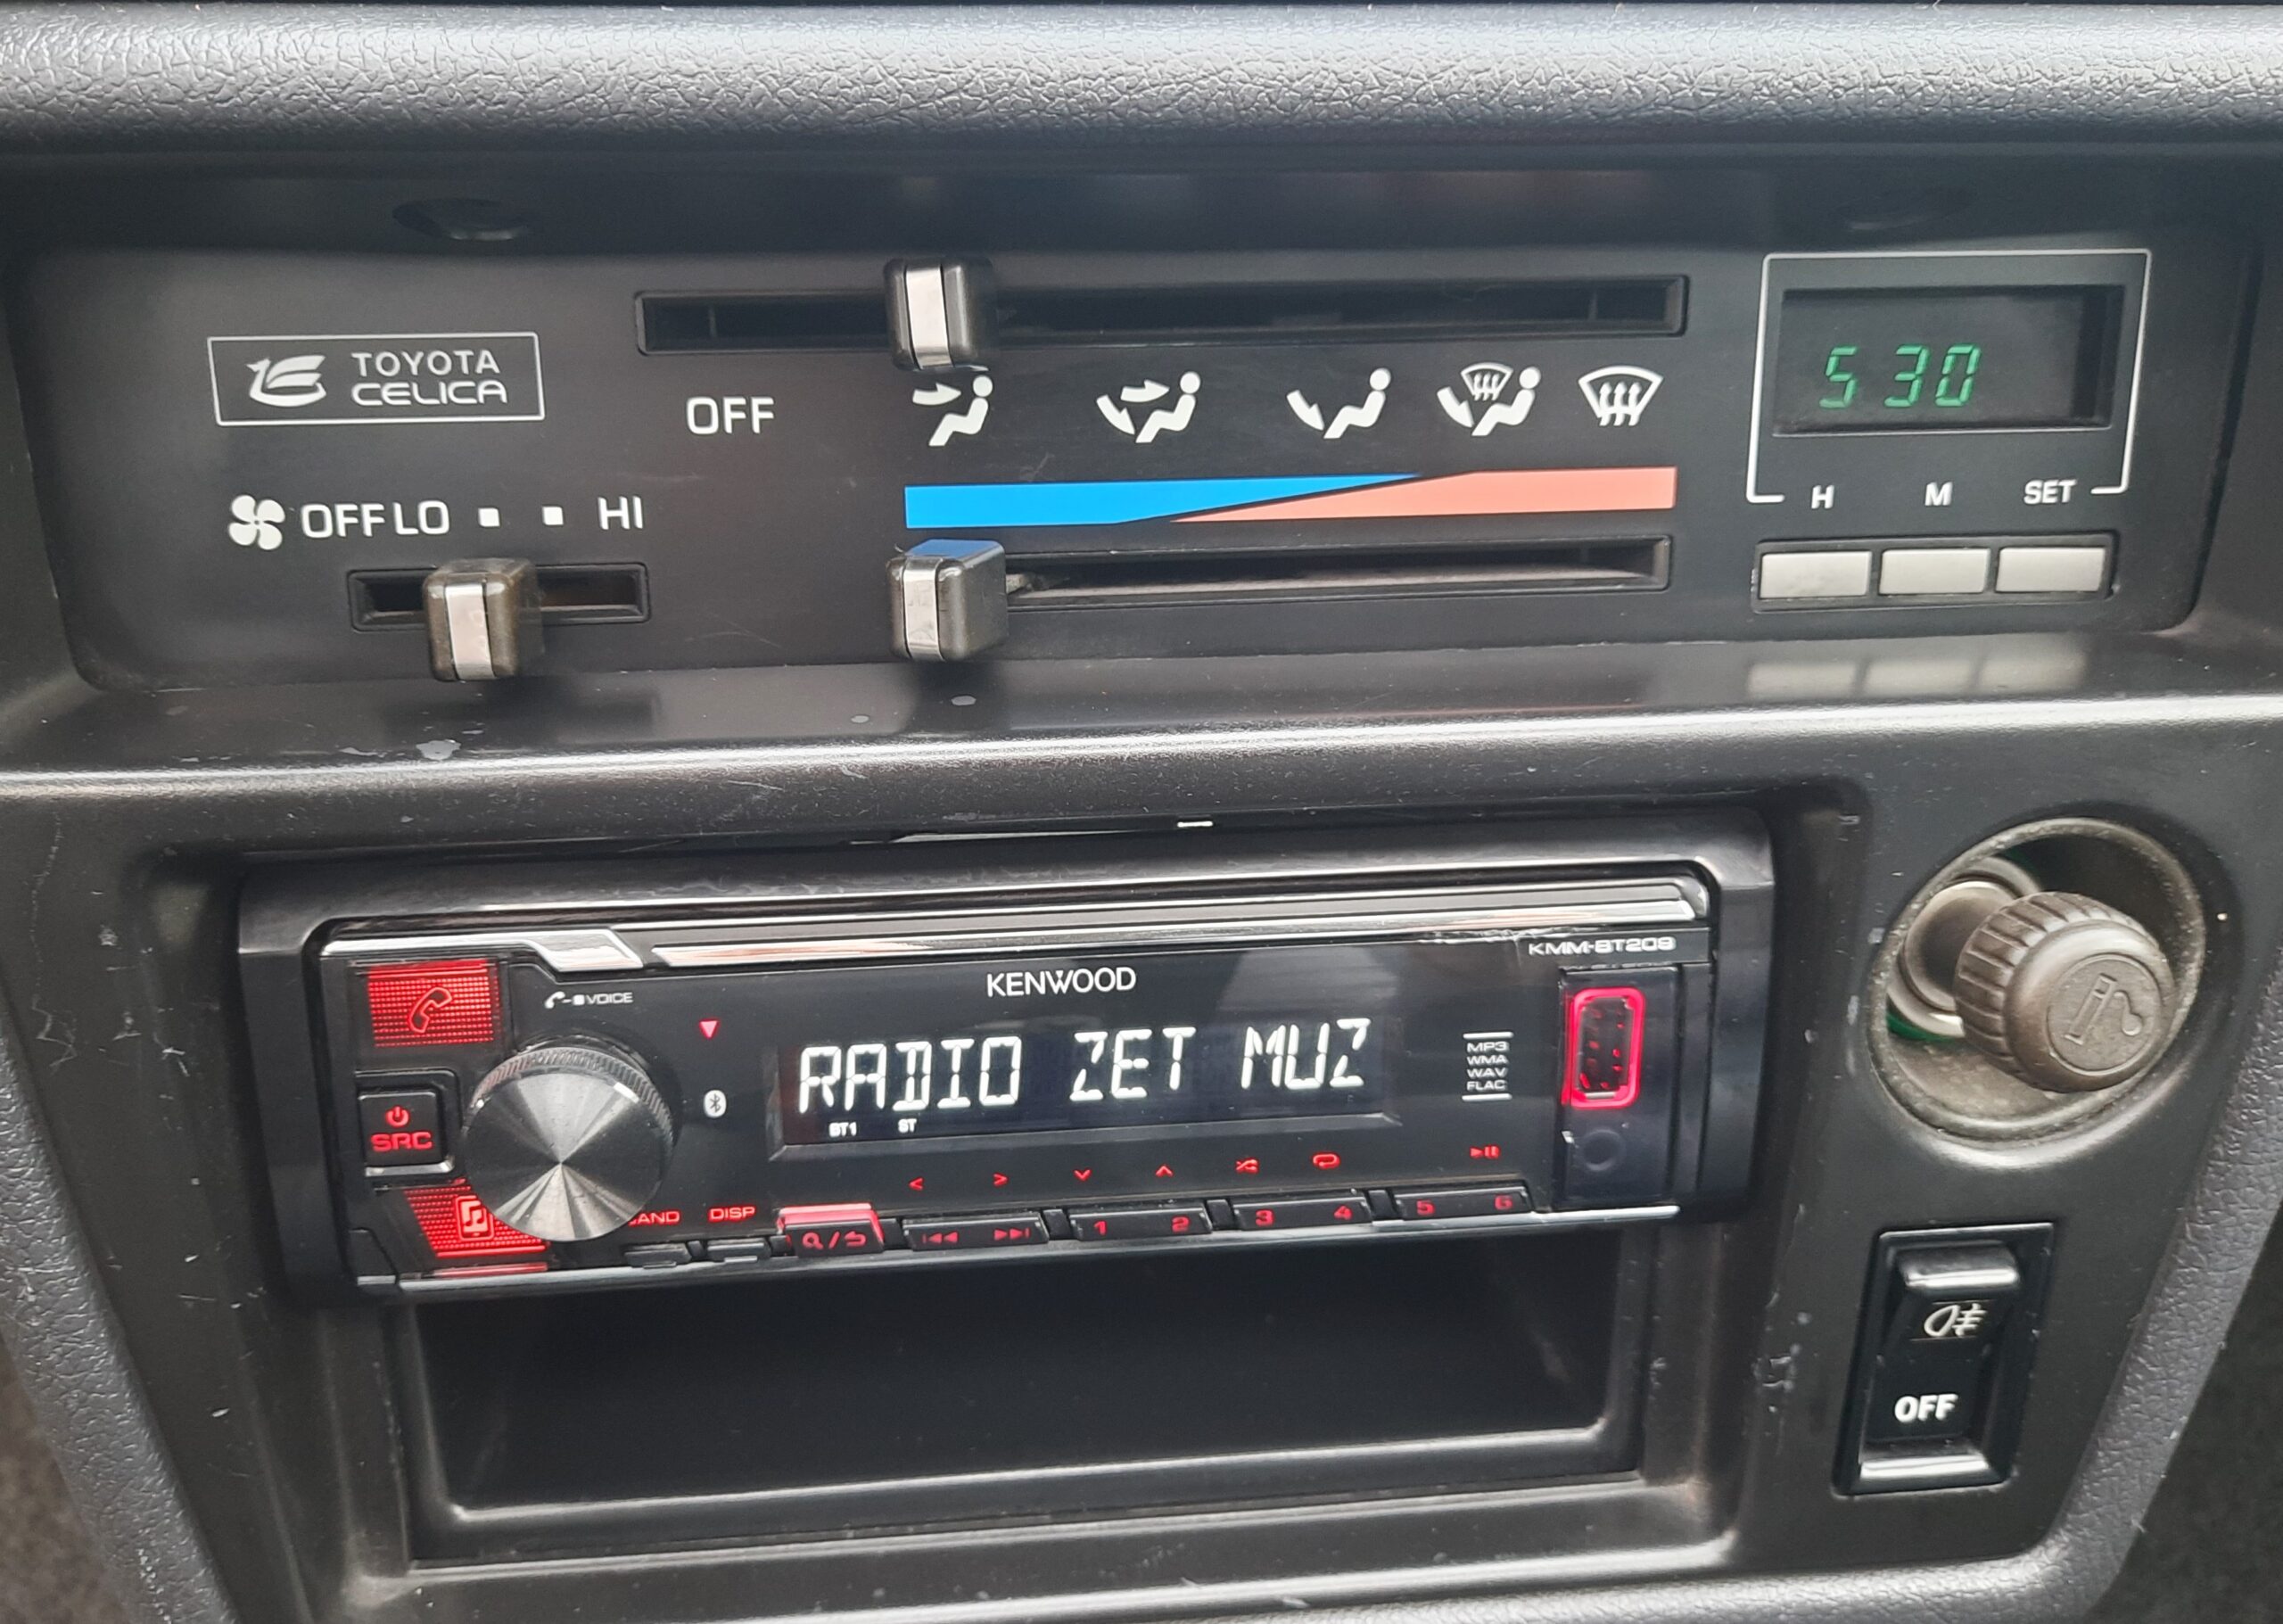 TOYOTA
CELICA
OFF
OFF LO HI
5 30
H M SET
KMM-BT209
KENWOOD
VOICE
RADIO ZET MUZ
BT1 ST
MP3
WMA
WAV
FLAC
SRC
BAND DISP
1 2 3 4 5 6
OFF